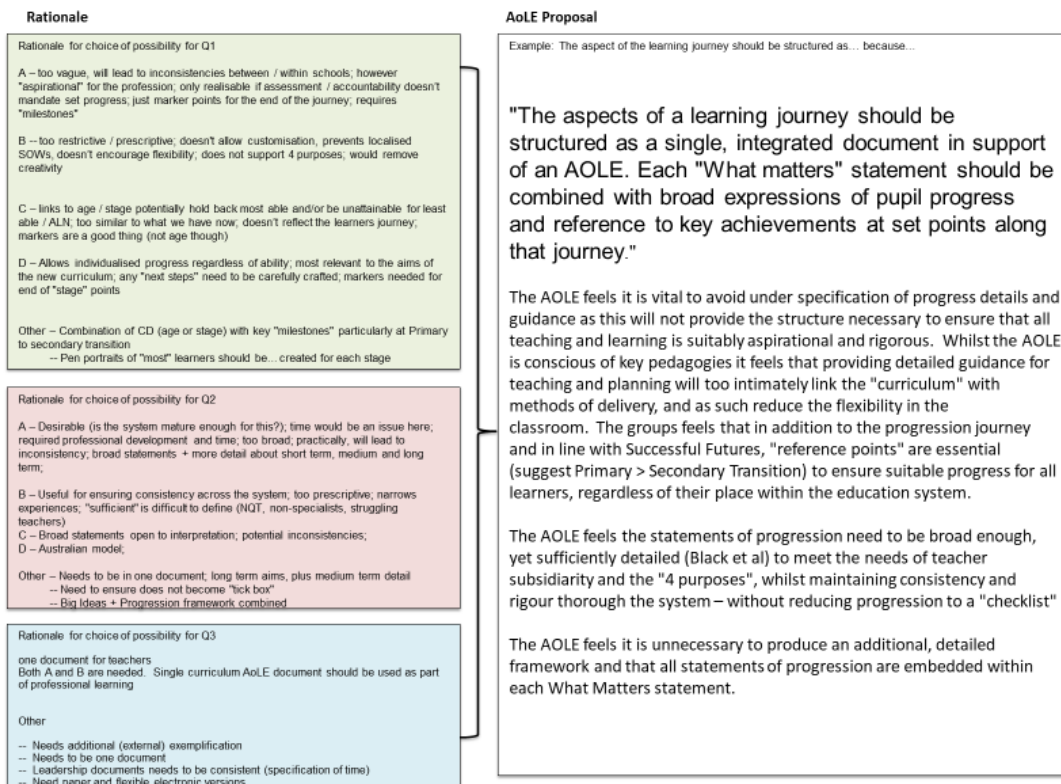 Rationale
Rationale for choice of possibility for Q1
A – too vague, will lead to inconsistencies between / within schools; however
"aspirational" for the profession; only realisable if assessment / accountability doesn't
mandate set progress; just marker points for the end of the journey; requires
"milestones"
B -- too restrictive / prescriptive; doesn't allow customisation, prevents localised
SOWs, doesn't encourage flexibility; does not support 4 purposes; would remove
creativity
C – links to age / stage potentially hold back most able and/or be unattainable for least
able / ALN; too similar to what we have now; doesn't reflect the learners journey;
markers are a good thing (not age though)
D – Allows individualised progress regardless of ability; most relevant to the aims of
the new curriculum; any "next steps" need to be carefully crafted; markers needed for
end of "stage" points
Other – Combination of CD (age or stage) with key "milestones" particularly at Primary
to secondary transition
-- Pen portraits of "most" learners should be... created for each stage
Rationale for choice of possibility for Q2
A – Desirable (is the system mature enough for this?); time would be an issue here;
required professional development and time; too broad; practically, will lead to
inconsistency; broad statements + more detail about short term, medium and long
term;
B – Useful for ensuring consistency across the system; too prescriptive; narrows
experiences; "sufficient" is difficult to define (NQT, non-specialists, struggling
teachers)
C – Broad statements open to interpretation; potential inconsistencies;
D – Australian model;
Other – Needs to be in one document; long term aims, plus medium term detail
-- Need to ensure does not become "tick box"
-- Big Ideas + Progression framework combined
Rationale for choice of possibility for Q3
one document for teachers
Both A and B are needed. Single curriculum AoLE document should be used as part
of professional learning
Other
-- Needs additional (external) exemplification
-- Needs to be one document
-- Leadership documents needs to be consistent (specification of time)
-- Need paper and flexible electronic versions
AoLE Proposal
Example: The aspect of the learning journey should be structured as... because...
"The aspects of a learning journey should be
structured as a single, integrated document in support
of an AOLE. Each "What matters" statement should be
combined with broad expressions of pupil progress
and reference to key achievements at set points along
that journey."
The AOLE feels it is vital to avoid under specification of progress details and
guidance as this will not provide the structure necessary to ensure that all
teaching and learning is suitably aspirational and rigorous. Whilst the AOLE
is conscious of key pedagogies it feels that providing detailed guidance for
teaching and planning will too intimately link the "curriculum" with
methods of delivery, and as such reduce the flexibility in the
classroom. The groups feels that in addition to the progression journey
and in line with Successful Futures, "reference points" are essential
(suggest Primary > Secondary Transition) to ensure suitable progress for all
learners, regardless of their place within the education system.
The AOLE feels the statements of progression need to be broad enough,
yet sufficiently detailed (Black et al) to meet the needs of teacher
subsidiarity and the "4 purposes", whilst maintaining consistency and
rigour thorough the system – without reducing progression to a "checklist"
The AOLE feels it is unnecessary to produce an additional, detailed
framework and that all statements of progression are embedded within
each What Matters statement.